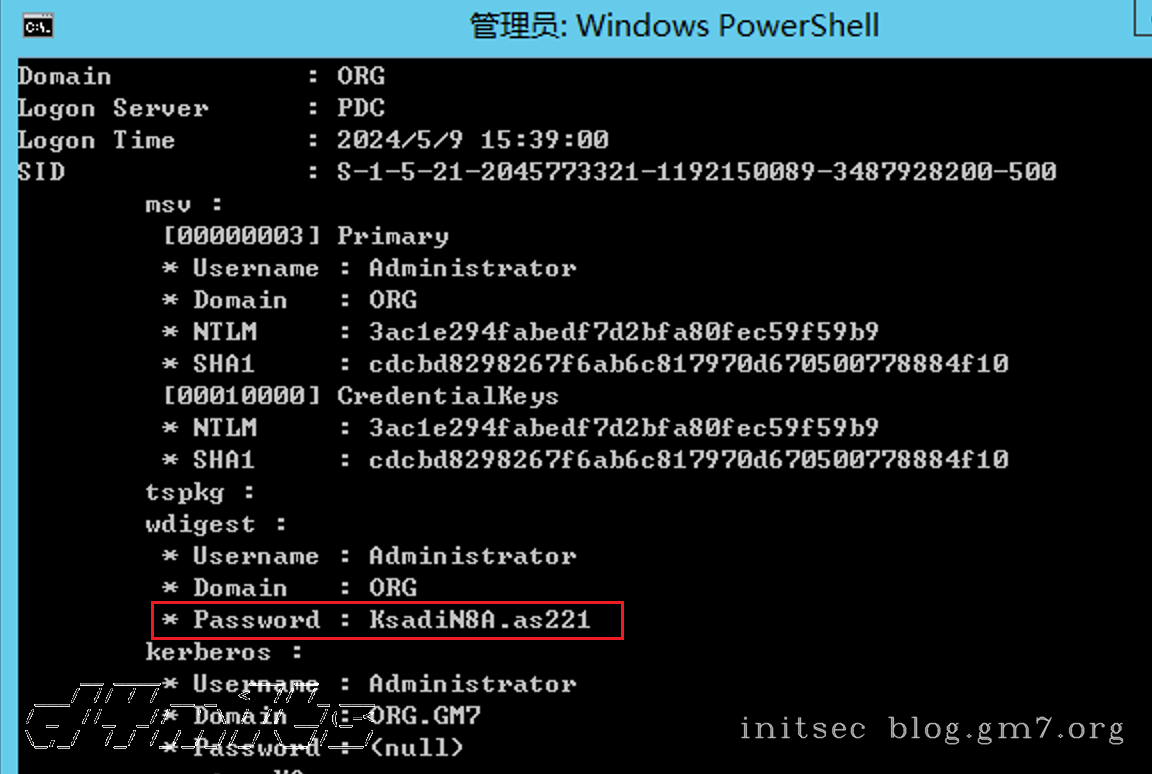 管理员: Windows PowerShell
Domain : ORG
Logon Server : PDC
Logon Time : 2024/5/9 15:39:00
SID : S-1-5-21-2045773321-1192150089-3487928200-500
msv :
[00000003] Primary
* Username : Administrator
* Domain : ORG
* NTLM : 3ac1e294fabedf7d2bfa80fec59f59b9
* SHA1 : cdcbd8298267f6ab6c817970d670500778884f10
[00010000] CredentialKeys
* NTLM : 3ac1e294fabedf7d2bfa80fec59f59b9
* SHA1 : cdcbd8298267f6ab6c817970d670500778884f10
tspkg :
wdigest :
* Username : Administrator
* Domain : ORG
* Password : KsadiN8A.as221
kerberos :
* Username : Administrator
* Domain : ORG.GM7
* Password : (null)
initsec blog.gm7.org